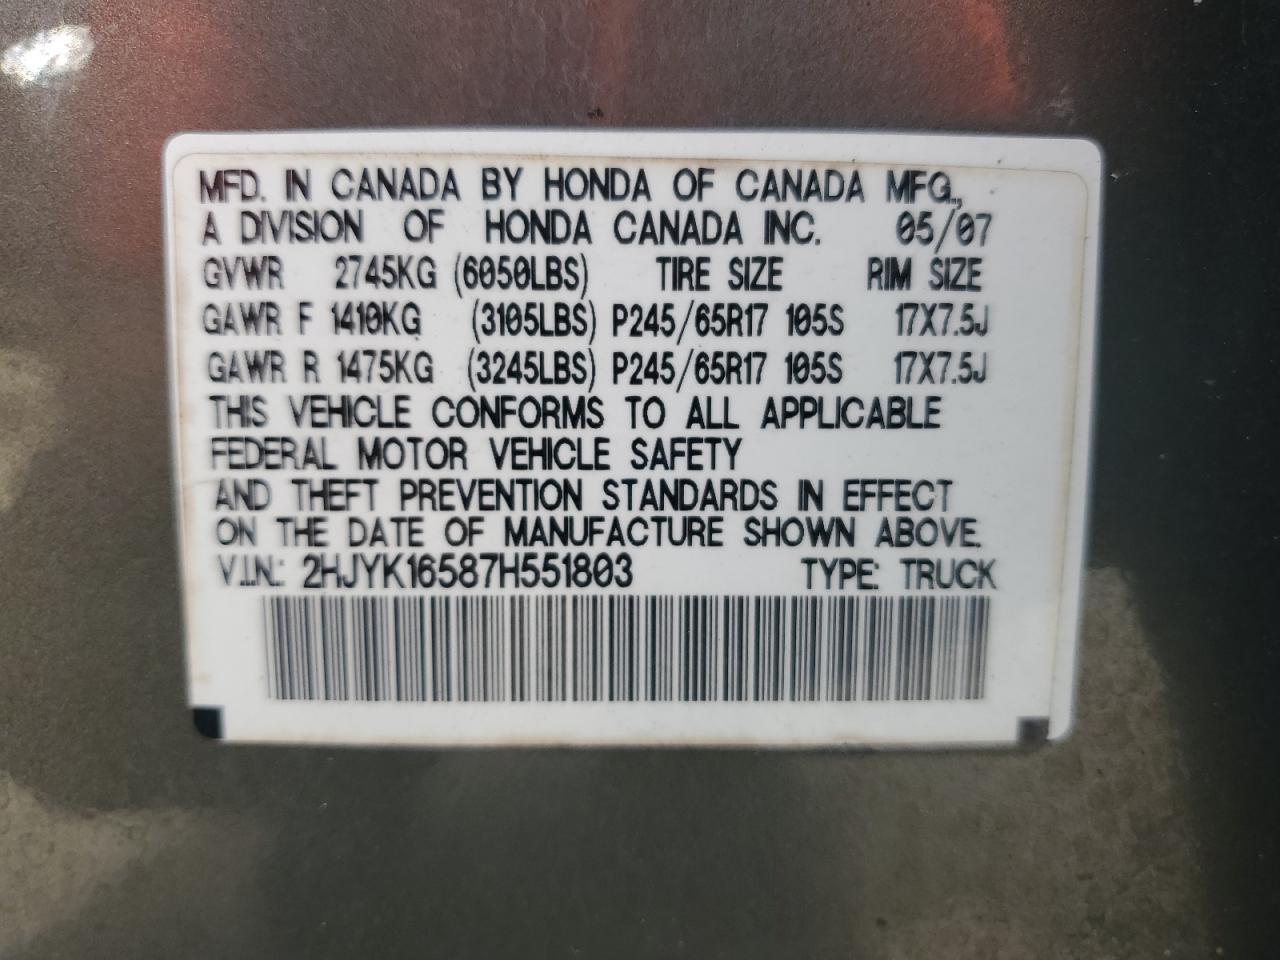 MFD. IN CANADA BY HONDA OF CANADA MFG.,
A DIVISION OF HONDA CANADA INC. 05/07
GVWR 2745KG (6050LBS) TIRE SIZE RIM SIZE
GAWR F 1410KG (3105LBS) P245/65R17 105S 17X7.5J
GAWR R 1475KG (3245LBS) P245/65R17 105S 17X7.5J
THIS VEHICLE CONFORMS TO ALL APPLICABLE
FEDERAL MOTOR VEHICLE SAFETY
AND THEFT PREVENTION STANDARDS IN EFFECT
ON THE DATE OF MANUFACTURE SHOWN ABOVE.
V.I.N.: 2HJYK16587H551803 TYPE: TRUCK